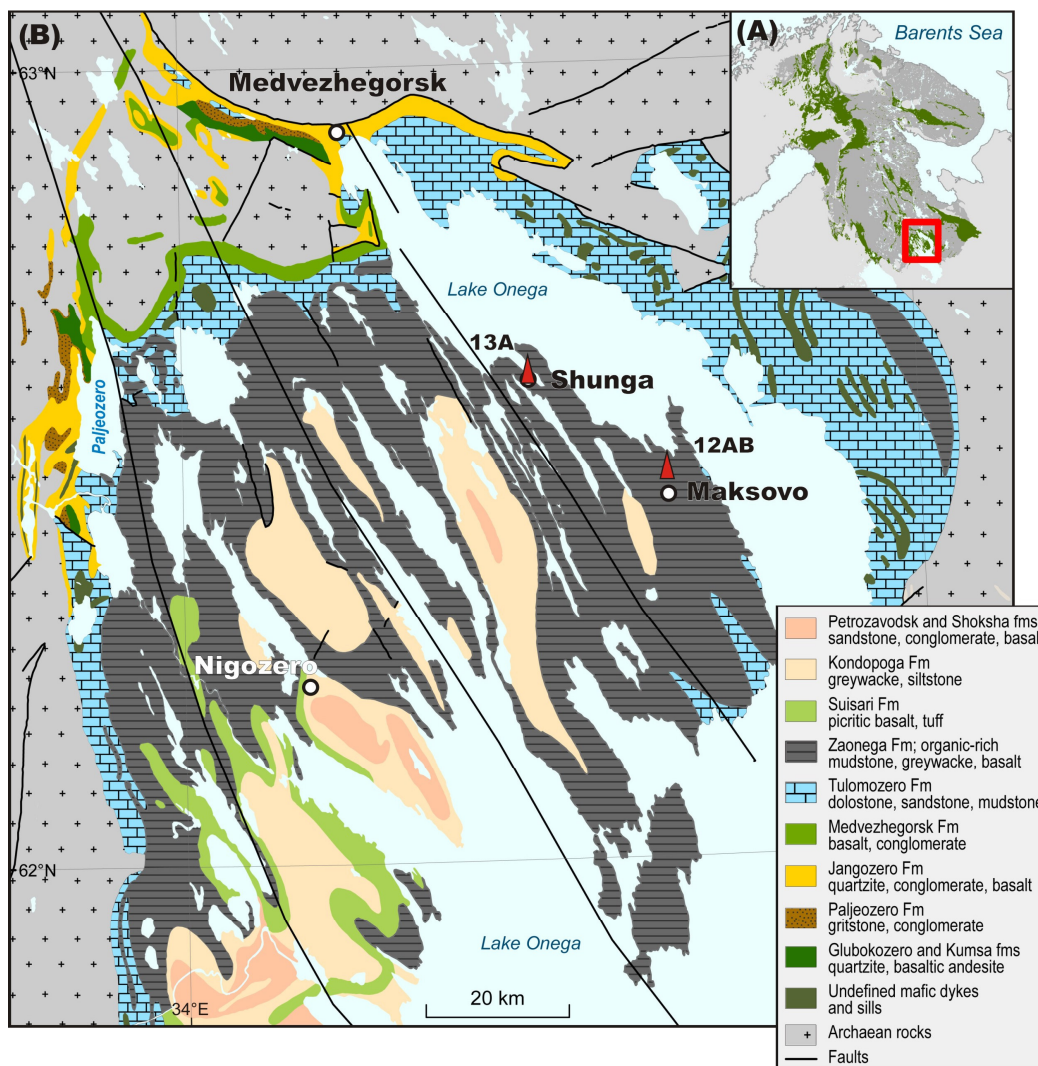 (B)
(A)
Barents Sea
63°N
Medvezhegorsk
Lake Onega
13A
Shunga
Paljeozero
12AB
Maksovo
Nigozero
62°N
Lake Onega
34°E
20 km
Petrozavodsk and Shoksha fms
sandstone, conglomerate, basal
Kondopoga Fm
greywacke, siltstone
Suisari Fm
picritic basalt, tuff
Zaonega Fm; organic-rich
mudstone, greywacke, basalt
Tulomozero Fm
dolostone, sandstone, mudstone
Medvezhegorsk Fm
basalt, conglomerate
Jangozero Fm
quartzite, conglomerate, basalt
Paljeozero Fm
gritstone, conglomerate
Glubokozero and Kumsa fms
quartzite, basaltic andesite
Undefined mafic dykes
and sills
Archaean rocks
Faults